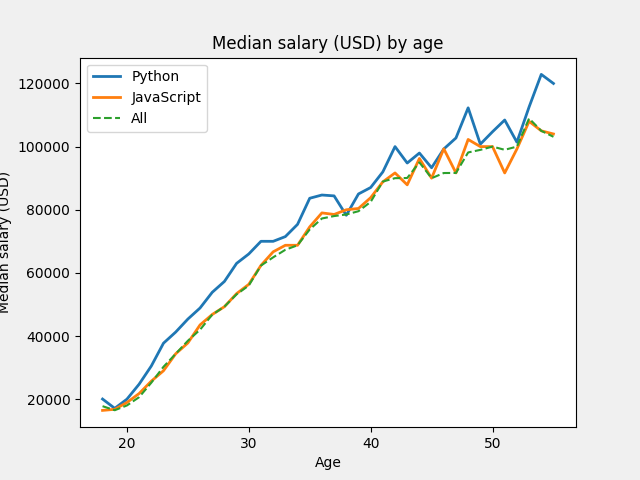 Median salary (USD) by age
Python
JavaScript
All
120000
100000
80000
60000
40000
20000
Median salary (USD)
20
30
40
50
Age